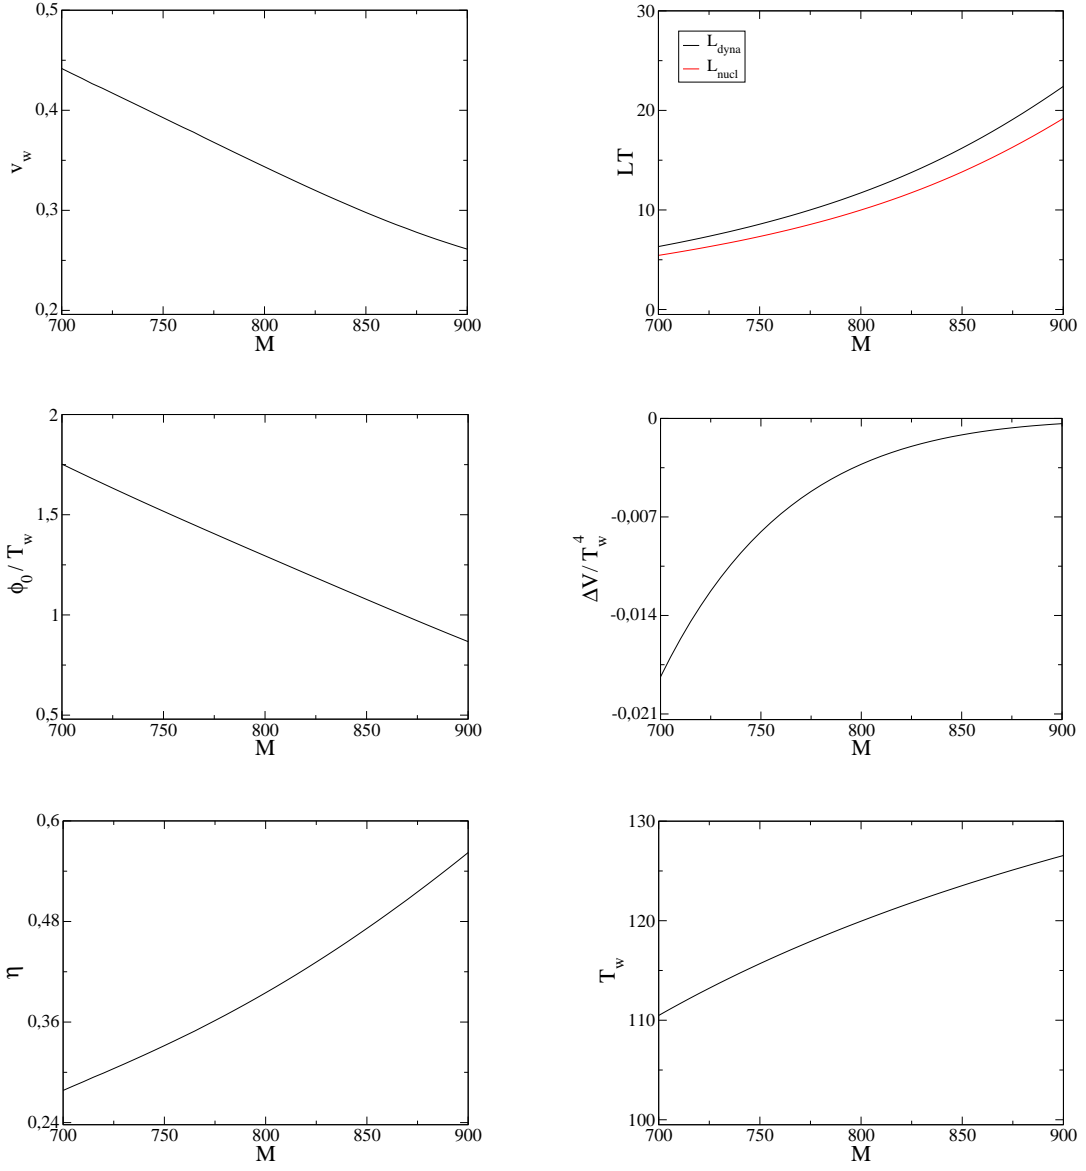 0,5
0,4
0,3
0,2
v_w
700 750 800 850 900
M
30
20
10
0
LT
L_dyna
L_nucl
700 750 800 850 900
M
2
1,5
1
0,5
ϕ_0 / T_w
700 750 800 850 900
M
0
-0,007
-0,014
-0,021
ΔV/ T_w^4
700 750 800 850 900
M
0,6
0,48
0,36
0,24
η
700 750 800 850 900
M
130
120
110
100
T_w
700 750 800 850 900
M